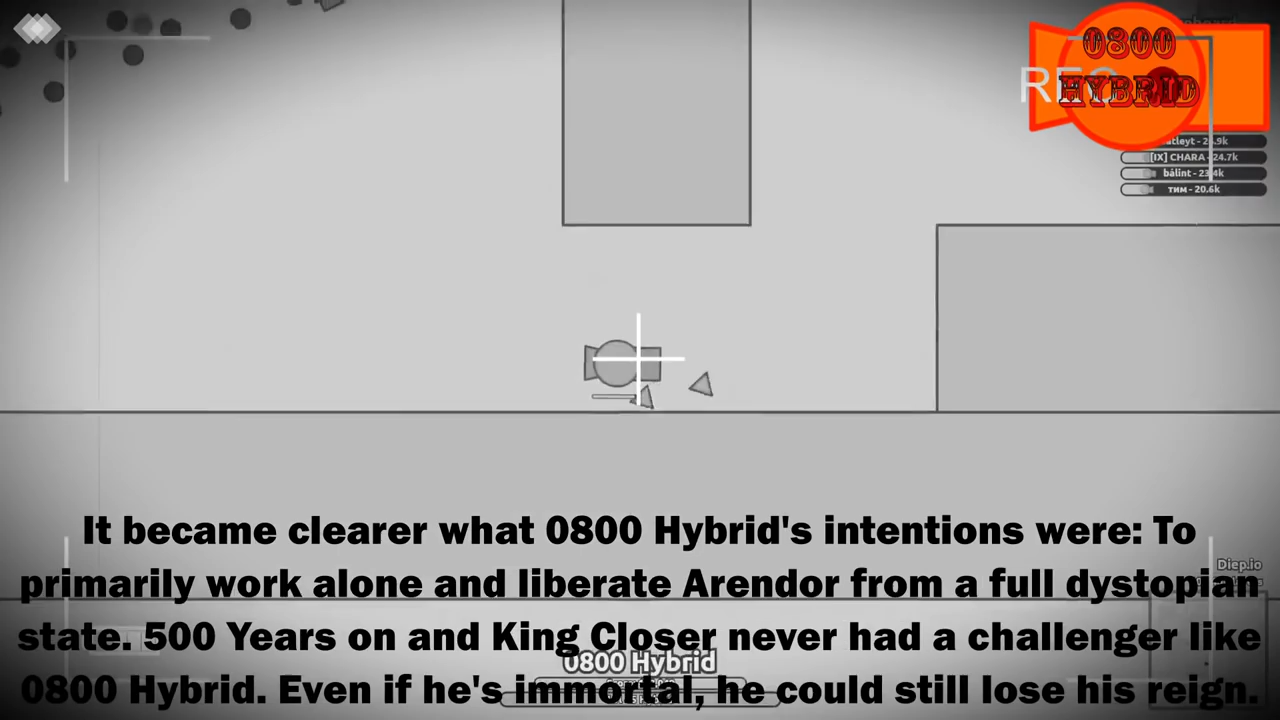 0800
HYBRID
[IX] CHARA - 24.7k
bálint - 23.4k
тим - 20.6k
It became clearer what 0800 Hybrid's intentions were: To
primarily work alone and liberate Arendor from a full dystopian
state. 500 Years on and King Closer never had a challenger like
0800 Hybrid. Even if he's immortal, he could still lose his reign.
Diep.io
0800 Hybrid